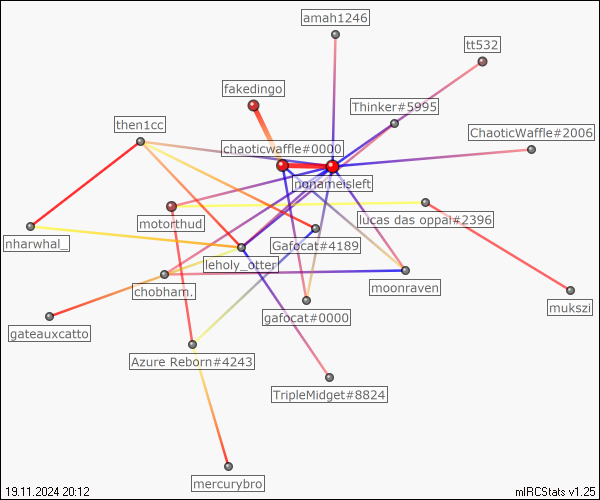 amah1246
tt532
fakedingo
Thinker#5995
then1cc
ChaoticWaffle#2006
chaoticwaffle#0000
nonameisleft
motorthud
lucas das oppai#2396
nharwhal_
Gafocat#4189
leholy_otter
chobham.
moonraven
mukszi
gafocat#0000
gateauxcatto
Azure Reborn#4243
TripleMidget#8824
mercurybro
19.11.2024 20:12
mIRCStats v1.25